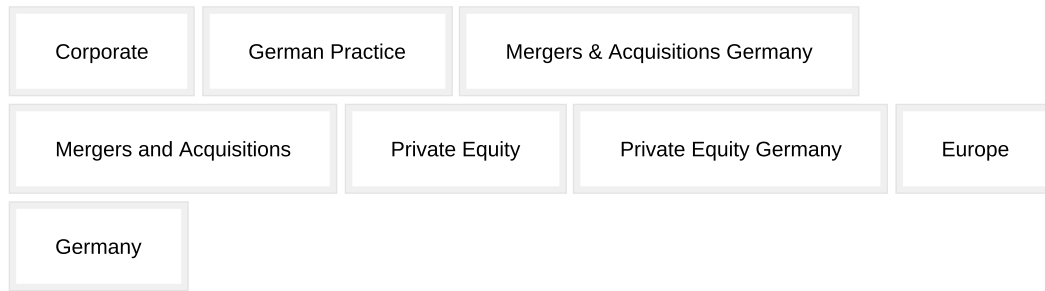 Corporate German Practice Mergers & Acquisitions Germany
Mergers and Acquisitions Private Equity Private Equity Germany Europe
Germany